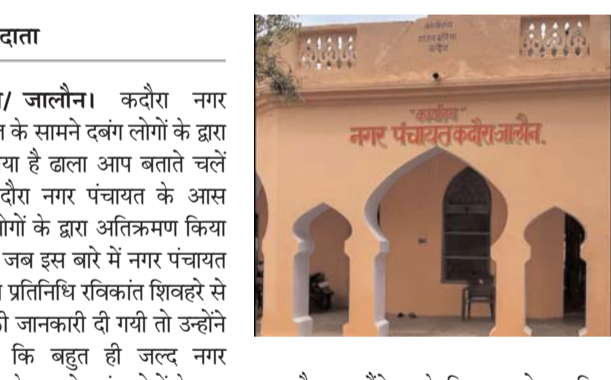 दाता
/ जालौन। कदौरा नगर
के सामने दबंग लोगों के द्वारा
या है ढाला आप बताते चलें
दौरा नगर पंचायत के आस
लोगों के द्वारा अतिक्रमण किया
जब इस बारे में नगर पंचायत
प्रतिनिधि रविकांत शिवहरे से
की जानकारी दी गयी तो उन्होंने
कि बहुत ही जल्द नगर
कार्यालय
"कार्यालय"
नगर पंचायत कदौरा जालौन.